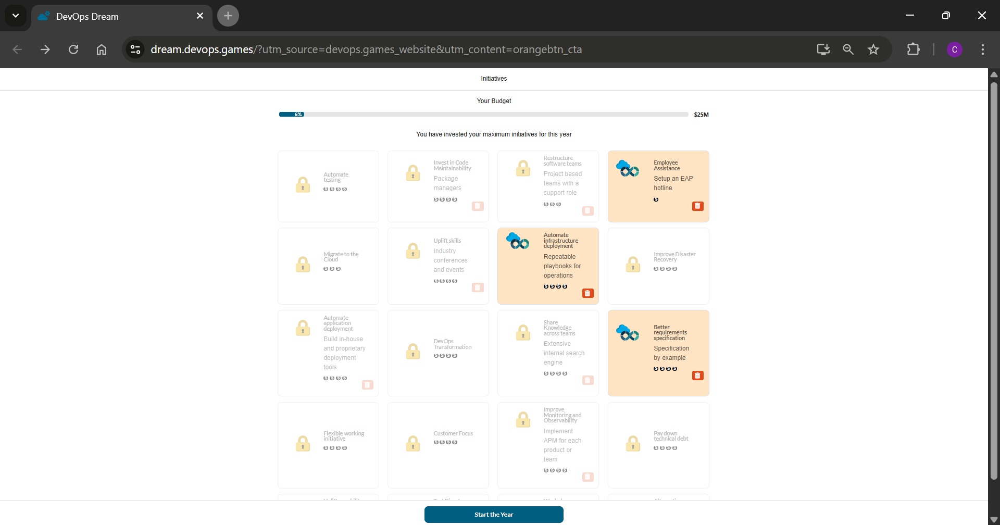 DevOps Dream
dream.devops.games/?utm_source=devops.games_website&utm_content=orangebtn_cta
C
Initiatives
Your Budget
6%
$25M
You have invested your maximum initiatives for this year
Automate
testing
Invest in Code
Maintainability
Package
managers
Restructure
software teams
Project based
teams with a
support role
Employee
Assistance
Setup an EAP
hotline
Migrate to the
Cloud
Uplift skills
Industry
conferences
and events
Automate
infrastructure
deployment
Repeatable
playbooks for
operations
Improve Disaster
Recovery
Automate
application
deployment
Build in-house
and proprietary
deployment
tools
DevOps
Transformation
Share
Knowledge
across teams
Extensive
internal search
engine
Better
requirements
specification
Specification
by example
Flexible working
initiative
Customer Focus
Improve
Monitoring and
Observability
Implement
APM for each
product or
team
Pay down
technical debt
Start the Year